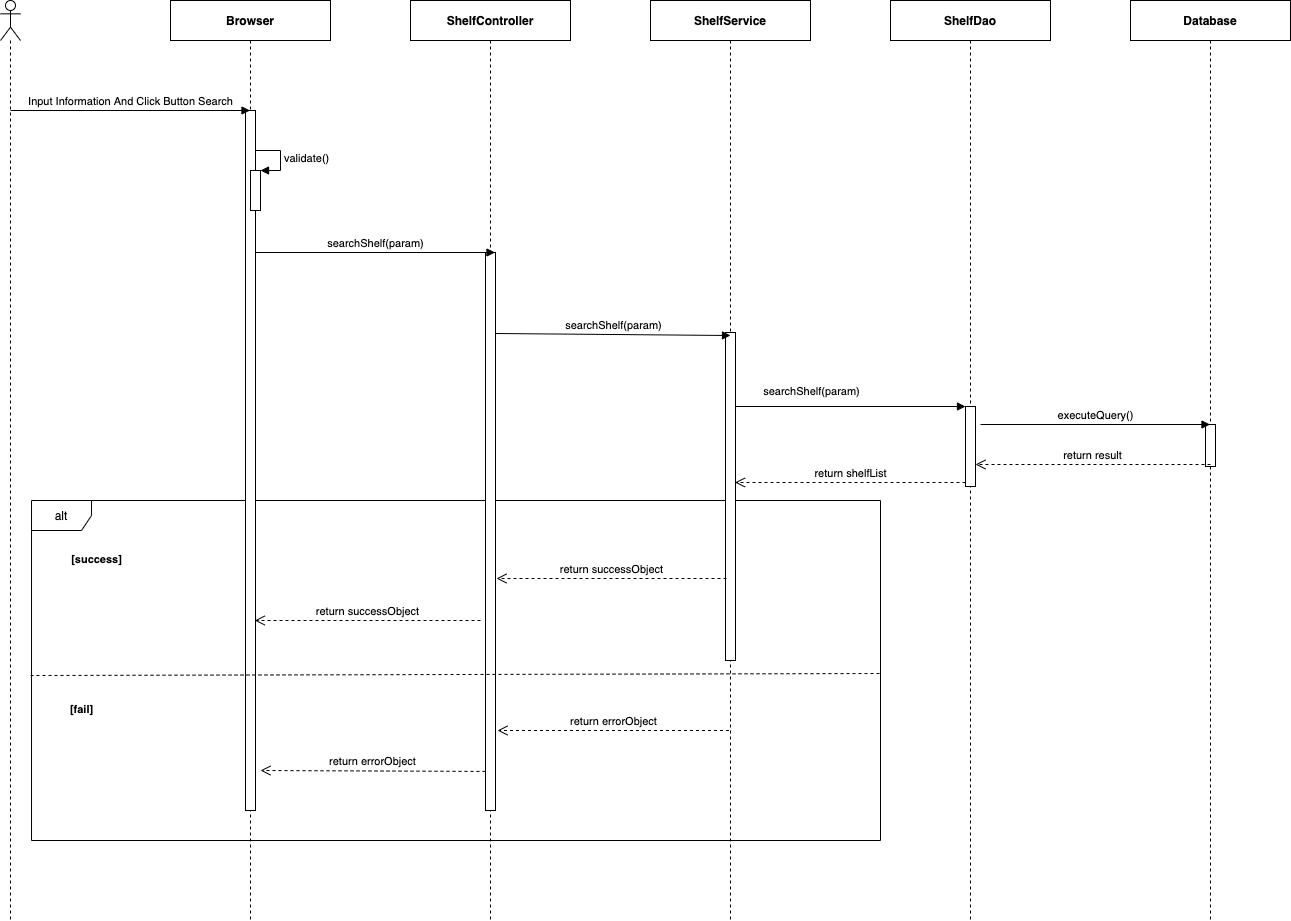 Browser
ShelfController
ShelfService
ShelfDao
Database
Input Information And Click Button Search
validate()
searchShelf(param)
searchShelf(param)
searchShelf(param)
executeQuery()
return result
return shelfList
alt
[success]
return successObject
return successObject
[fail]
return errorObject
return errorObject